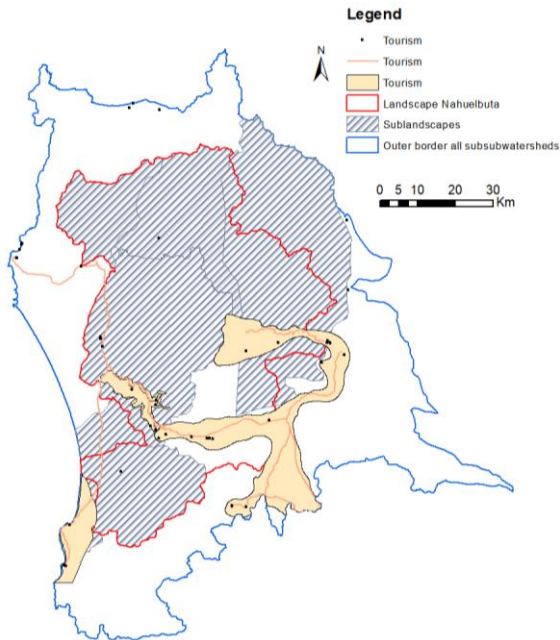 Legend
Tourism
N
Tourism
Tourism
Landscape Nahuelbuta
Sublandscapes
Outer border all subsubwatersheds
0 5 10 20 30
Km